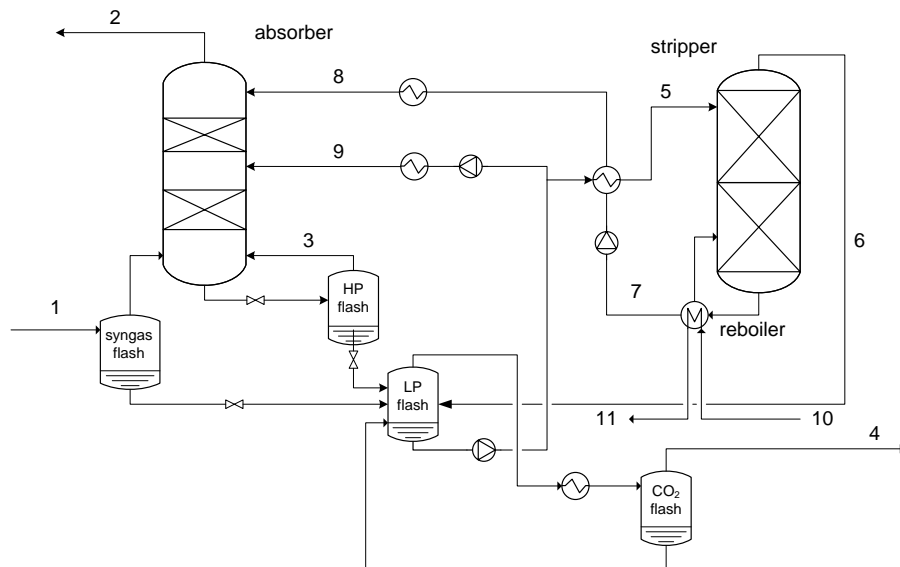 2
absorber
stripper
8
5
9
3
6
HP
flash
7
1
syngas
flash
reboiler
LP
flash
11
10
4
CO₂
flash